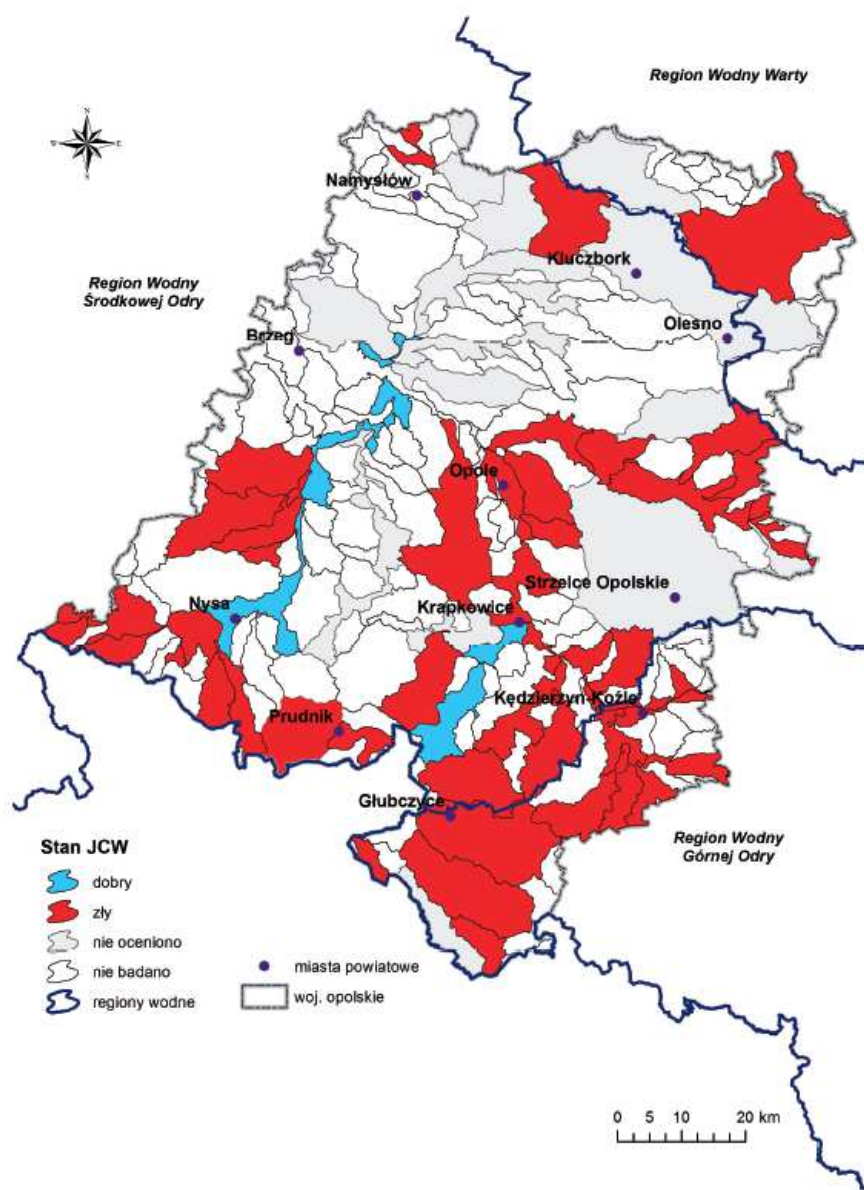 Region Wodny Warty
N
W
E
S
Namysłów
Region Wodny
Środkowej Odry
Kluczbork
Brzeg
Olesno
Opole
Strzelce Opolskie
Nysa
Krapkowice
Kędzierzyn-Koźle
Prudnik
Głubczyce
Region Wodny
Górnej Odry
Stan JCW
dobry
zły
nie oceniono
nie badano
regiony wodne
miasta powiatowe
woj. opolskie
0 5 10 20 km